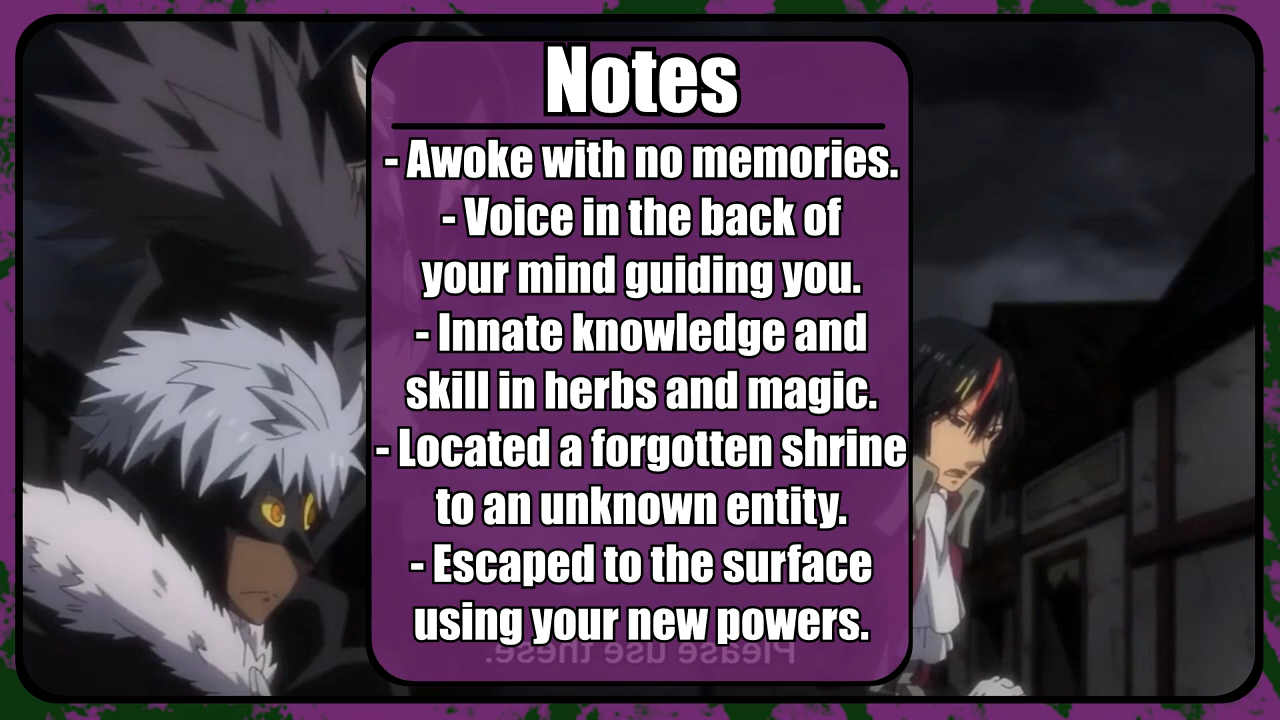 Notes
- Awoke with no memories.
- Voice in the back of
your mind guiding you.
- Innate knowledge and
skill in herbs and magic.
- Located a forgotten shrine
to an unknown entity.
- Escaped to the surface
using your new powers.
Please use these.